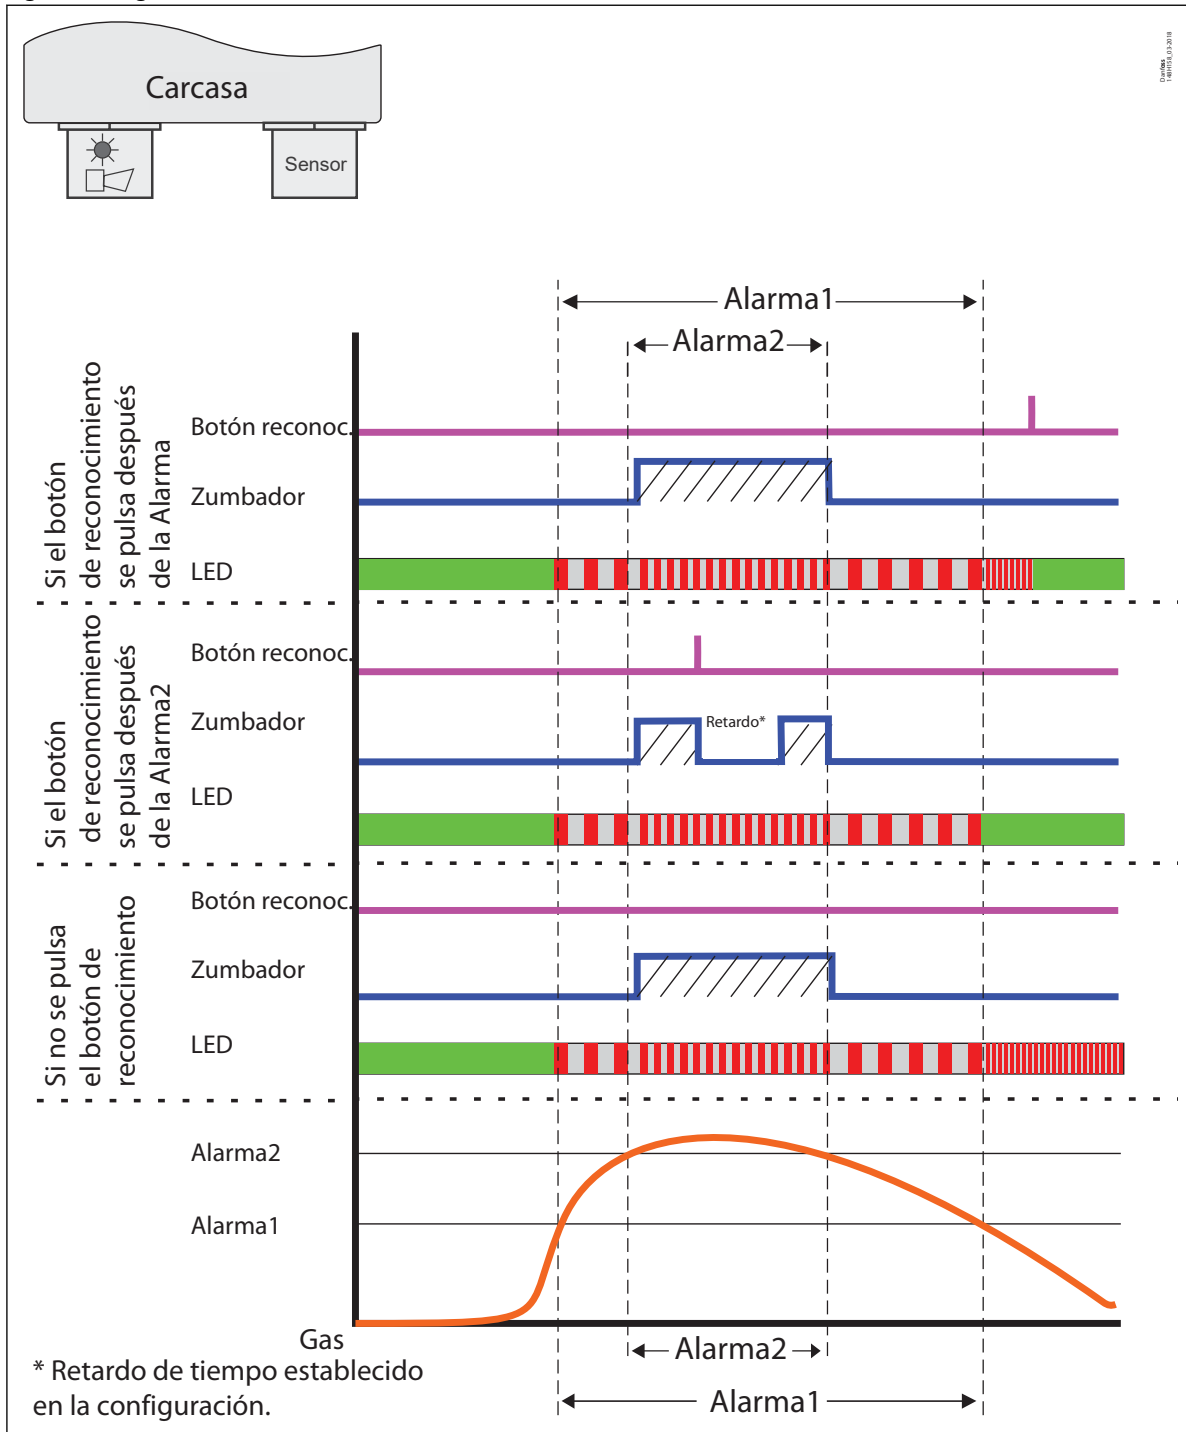 Carcasa
Sensor
Danfoss
148H158_03-2018
Alarma1
Alarma2
Si el botón
de reconocimiento
se pulsa después
de la Alarma
Botón reconoc.
Zumbador
LED
Si el botón
de reconocimiento
se pulsa después
de la Alarma2
Botón reconoc.
Zumbador
Retardo*
LED
Si no se pulsa
el botón de
reconocimiento
Botón reconoc.
Zumbador
LED
Alarma2
Alarma1
Gas
Alarma2
Alarma1
* Retardo de tiempo establecido
en la configuración.